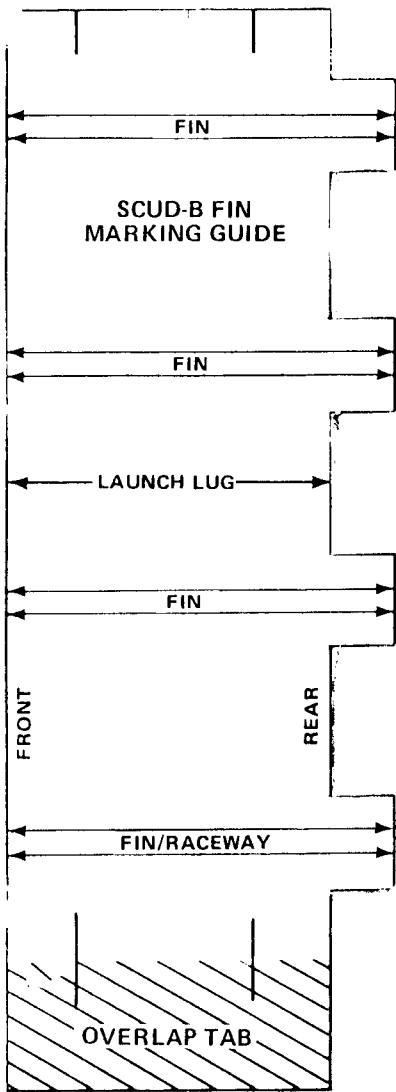 FIN
SCUD-B FIN
MARKING GUIDE
FIN
LAUNCH LUG
FIN
FRONT
REAR
FIN/RACEWAY
OVERLAP TAB